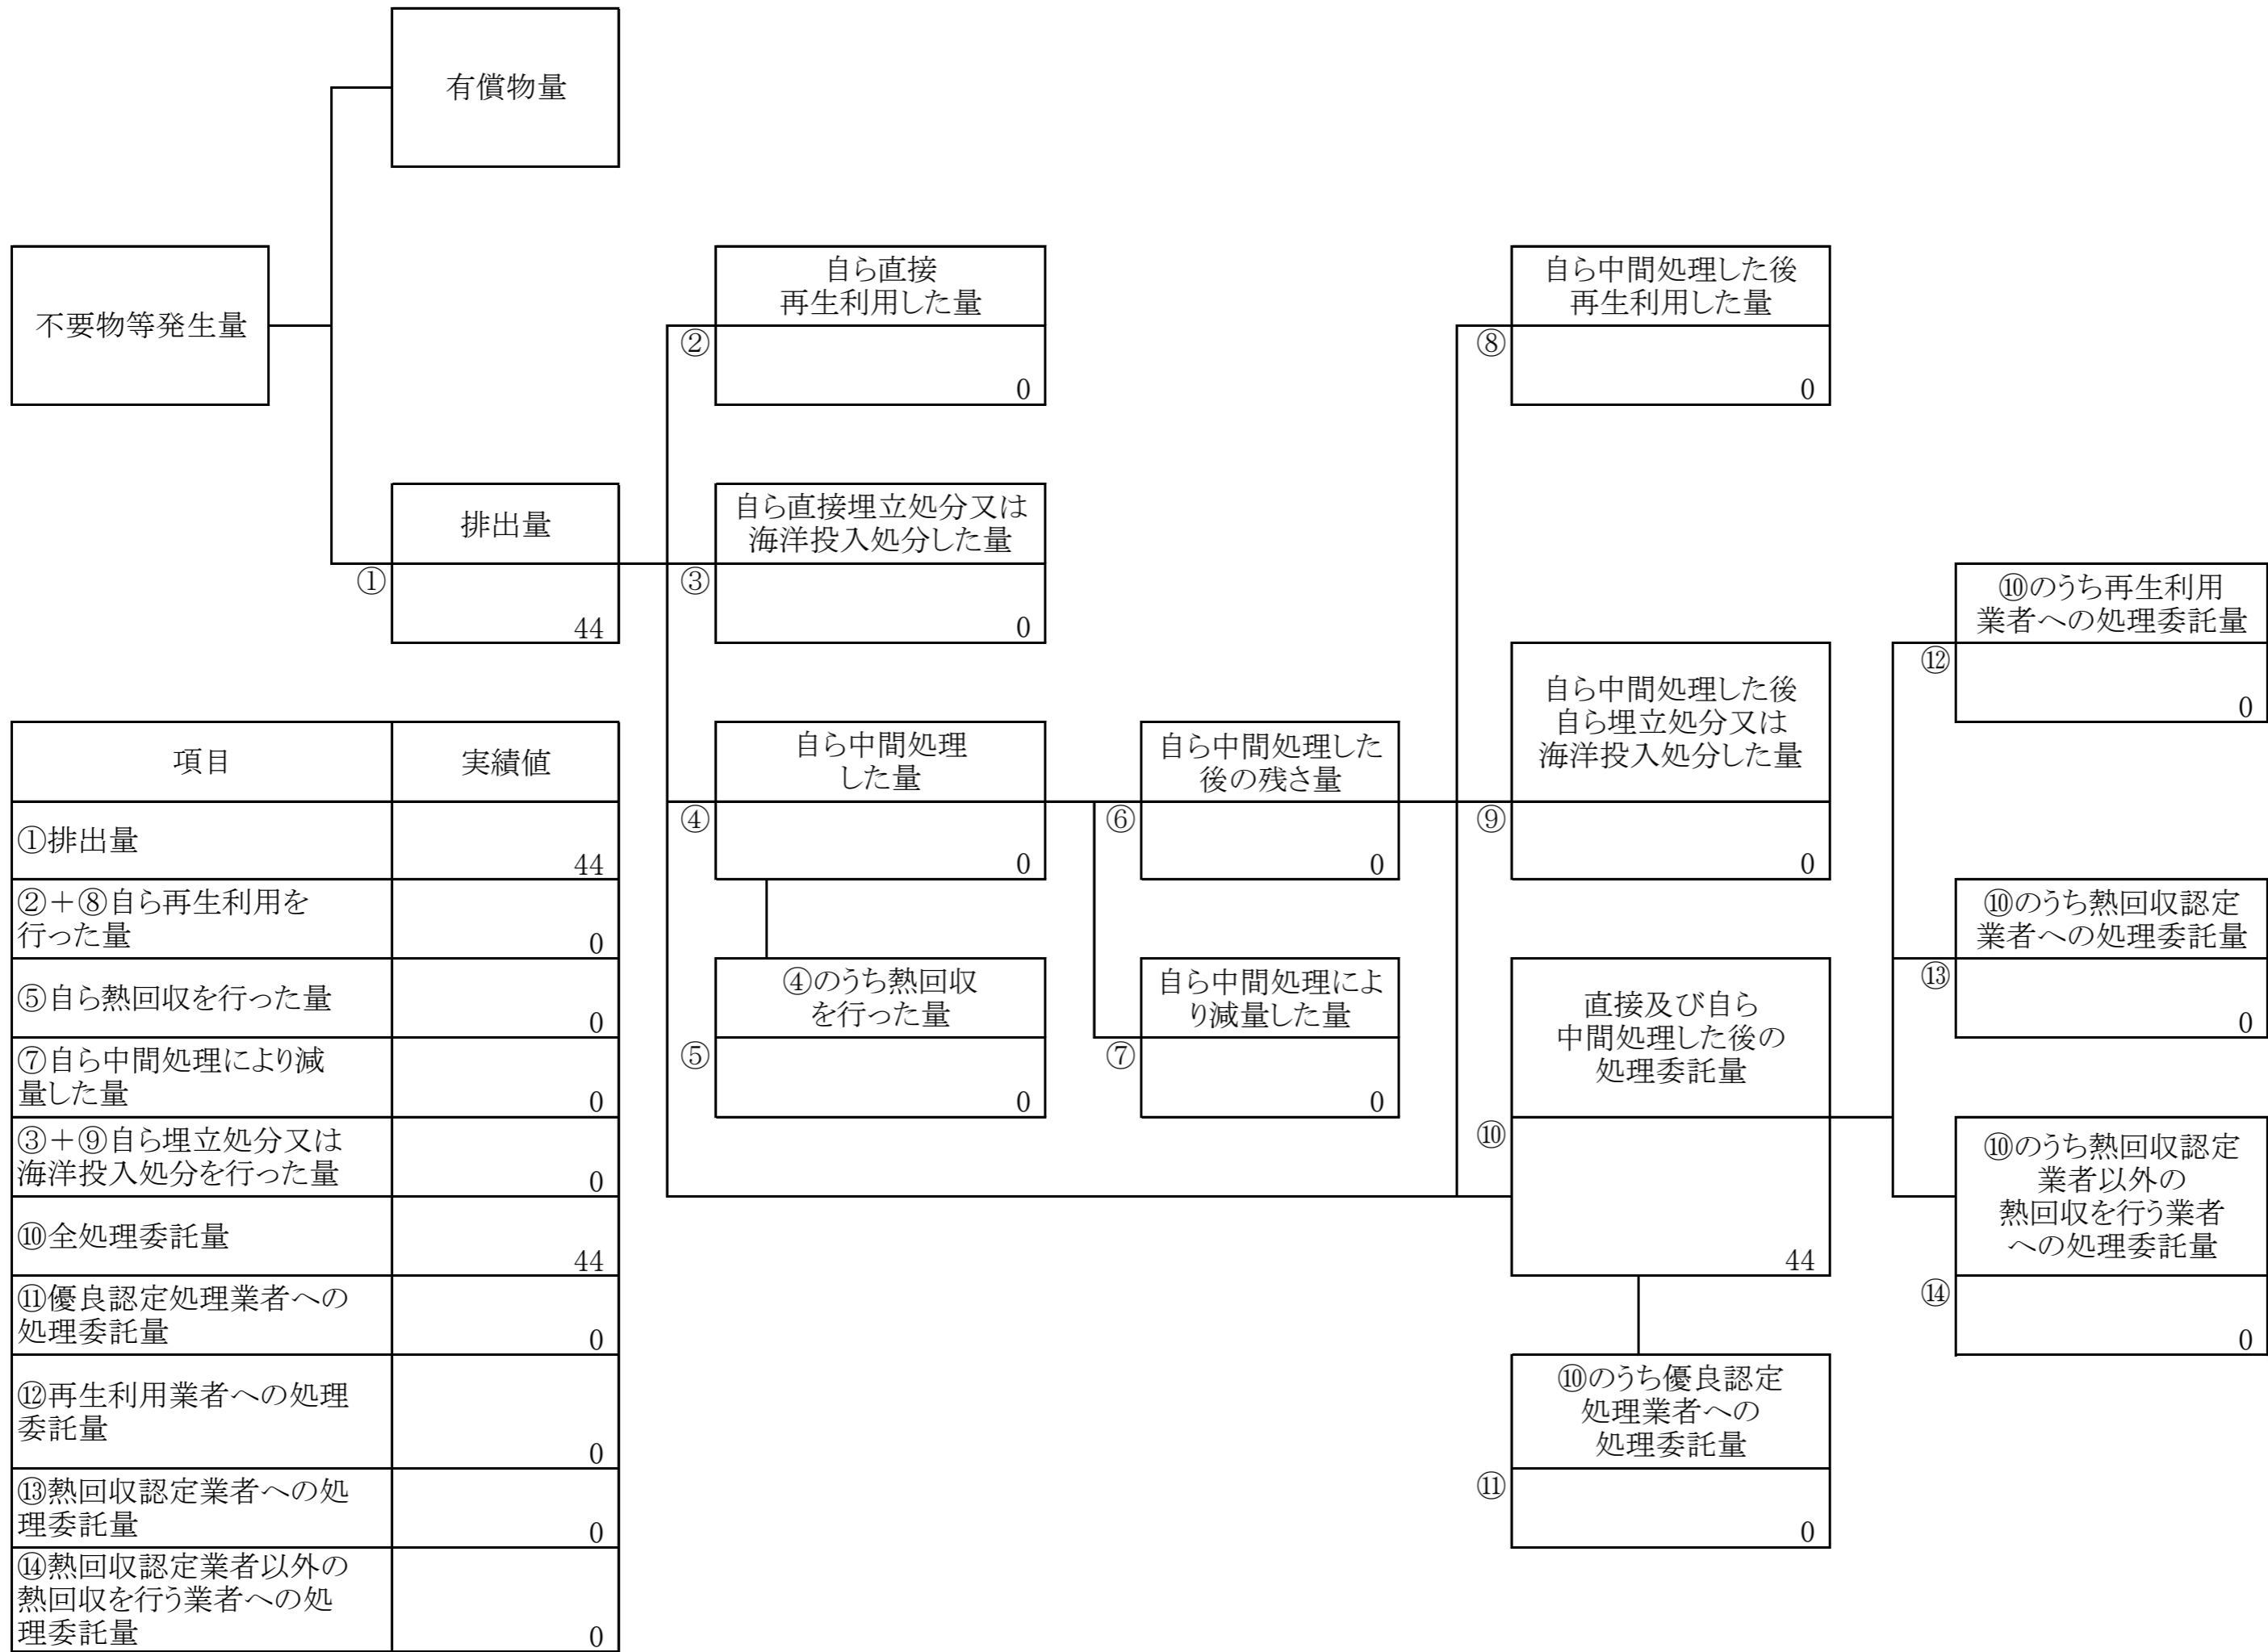 有償物量
不要物等発生量
自ら直接
再生利用した量
②
0
自ら中間処理した後
再生利用した量
⑧
0
排出量
①
44
自ら直接埋立処分又は
海洋投入処分した量
③
0
⑩のうち再生利用
業者への処理委託量
⑫
0
自ら中間処理
した量
④
0
自ら中間処理した
後の残さ量
⑥
0
自ら中間処理した後
自ら埋立処分又は
海洋投入処分した量
⑨
0
⑩のうち熱回収認定
業者への処理委託量
⑬
0
④のうち熱回収
を行った量
⑤
0
自ら中間処理によ
り減量した量
⑦
0
直接及び自ら
中間処理した後の
処理委託量
⑩
44
⑩のうち熱回収認定
業者以外の
熱回収を行う業者
への処理委託量
⑭
0
⑩のうち優良認定
処理業者への
処理委託量
⑪
0
項目 実績値
①排出量
44
②+⑧自ら再生利用を
行った量 0
⑤自ら熱回収を行った量
0
⑦自ら中間処理により減
量した量 0
③+⑨自ら埋立処分又は
海洋投入処分を行った量 0
⑩全処理委託量
44
⑪優良認定処理業者への
処理委託量 0
⑫再生利用業者への処理
委託量
0
⑬熱回収認定業者への処
理委託量 0
⑭熱回収認定業者以外の
熱回収を行う業者への処
理委託量 0